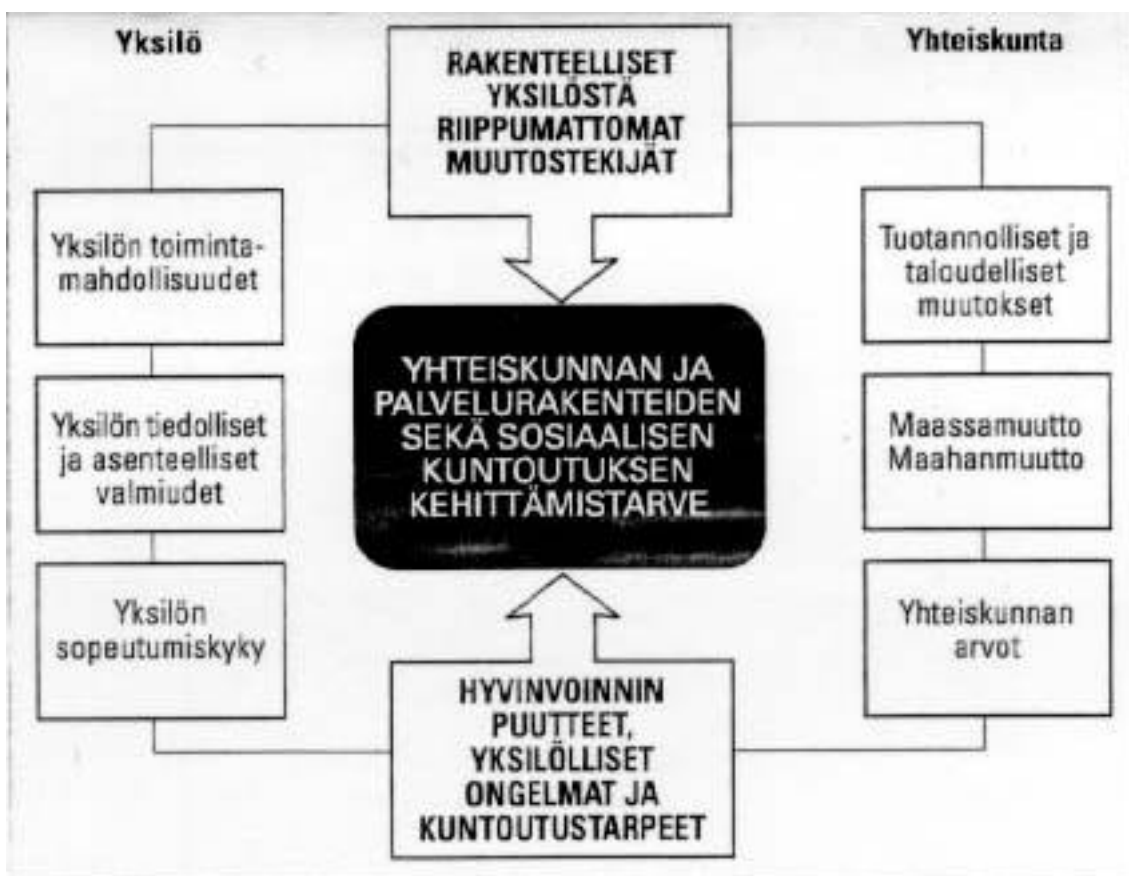 Yksilö
RAKENTEELLISET
YKSILÖSTÄ
RIIPPUMATTOMAT
MUUTOSTEKIJÄT
Yhteiskunta
Yksilön toiminta-
mahdollisuudet
Yksilön tiedolliset
ja asenteelliset
valmiudet
Yksilön
sopeutumiskyky
YHTEISKUNNAN JA
PALVELURAKENTEIDEN
SEKÄ SOSIAALISEN
KUNTOUTUKSEN
KEHITTÄMISTARVE
Tuotannolliset ja
taloudelliset
muutokset
Maassamuutto
Maahanmuutto
Yhteiskunnan
arvot
HYVINVOINNIN
PUUTTEET,
YKSILÖLLISET
ONGELMAT JA
KUNTOUTUSTARPEET